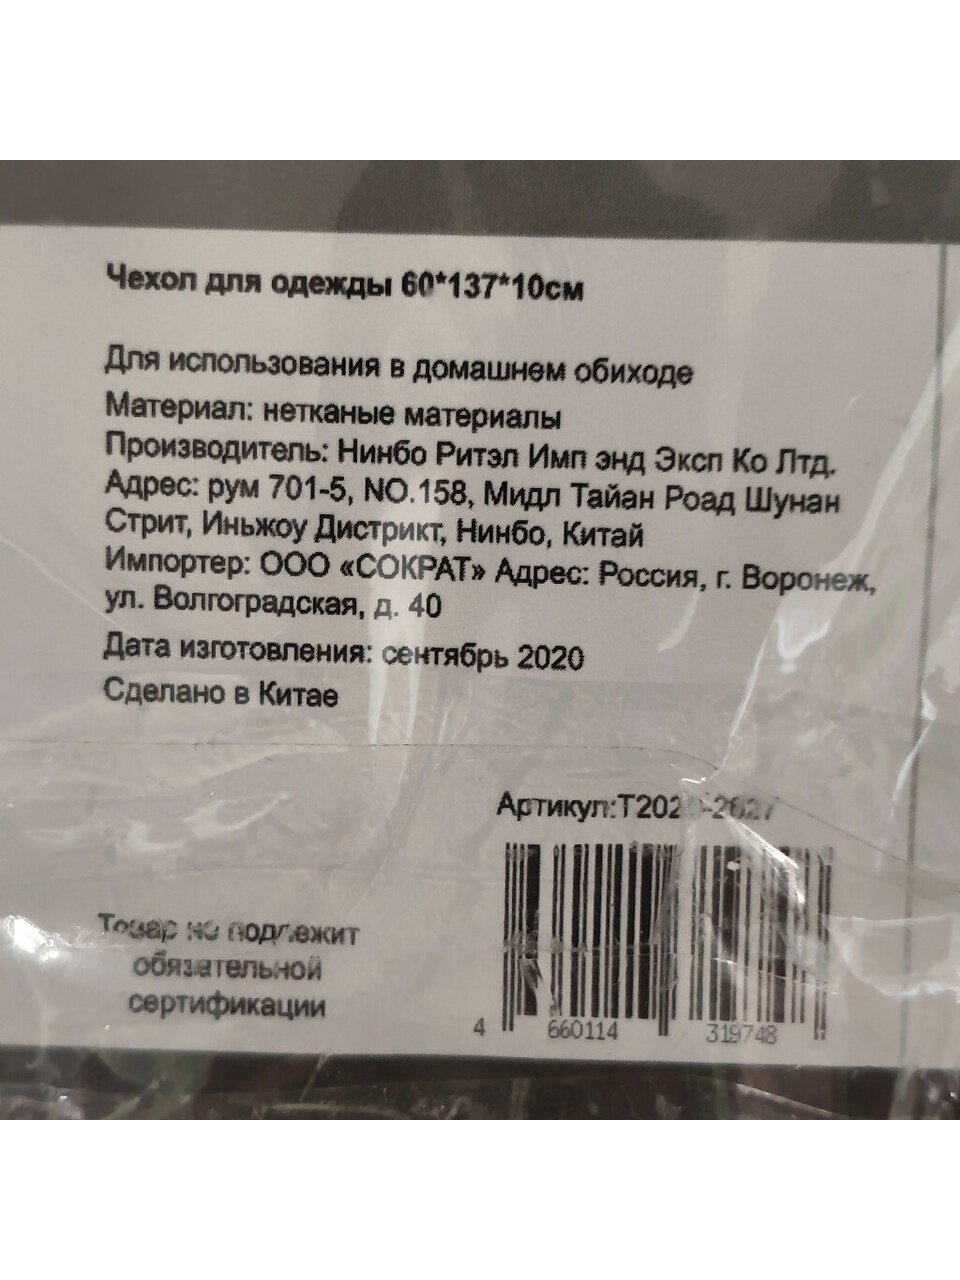 Чехол для одежды 60*137*10см
Для использования в домашнем обиходе
Материал: нетканые материалы
Производитель: Нинбо Ритэл Имп энд Эксп Ко Лтд.
Адрес: рум 701-5, NO.158, Мидл Тайан Роад Шунан
Стрит, Иньжоу Дистрикт, Нинбо, Китай
Импортер: ООО «СОКРАТ» Адрес: Россия, г. Воронеж,
ул. Волгоградская, д. 40
Дата изготовления: сентябрь 2020
Сделано в Китае
Артикул:
Товар не подлежит
обязательной
сертификации
4 660114 319748